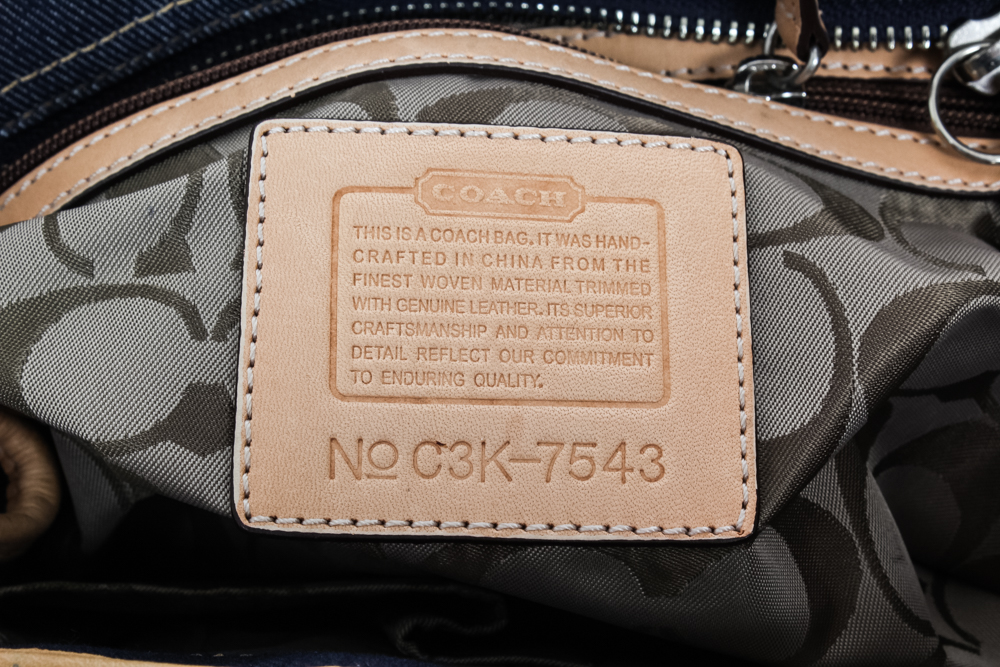 COACH
THIS IS A COACH BAG. IT WAS HAND-
CRAFTED IN CHINA FROM THE
FINEST WOVEN MATERIAL TRIMMED
WITH GENUINE LEATHER. ITS SUPERIOR
CRAFTSMANSHIP AND ATTENTION TO
DETAIL REFLECT OUR COMMITMENT
TO ENDURING QUALITY.
No C3K-7543